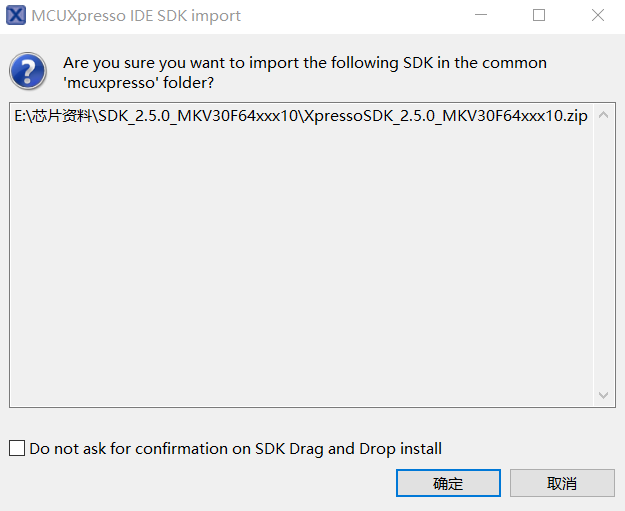 MCUXpresso IDE SDK import
Are you sure you want to import the following SDK in the common
'mcuxpresso' folder?
E:\芯片资料\SDK_2.5.0_MKV30F64xxx10\XpressoSDK_2.5.0_MKV30F64xxx10.zip
Do not ask for confirmation on SDK Drag and Drop install
确定
取消